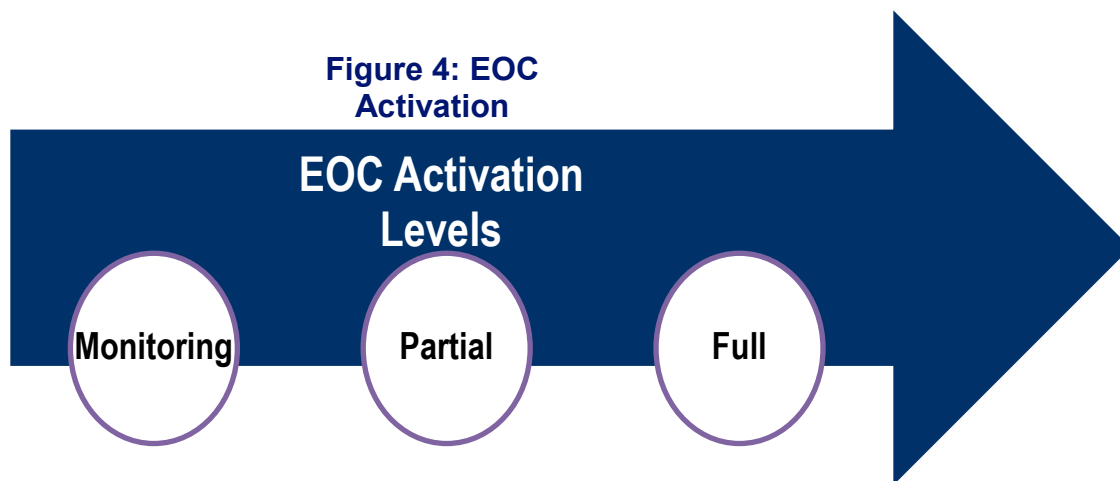 Figure 4: EOC
Activation
EOC Activation
Levels
Monitoring
Partial
Full